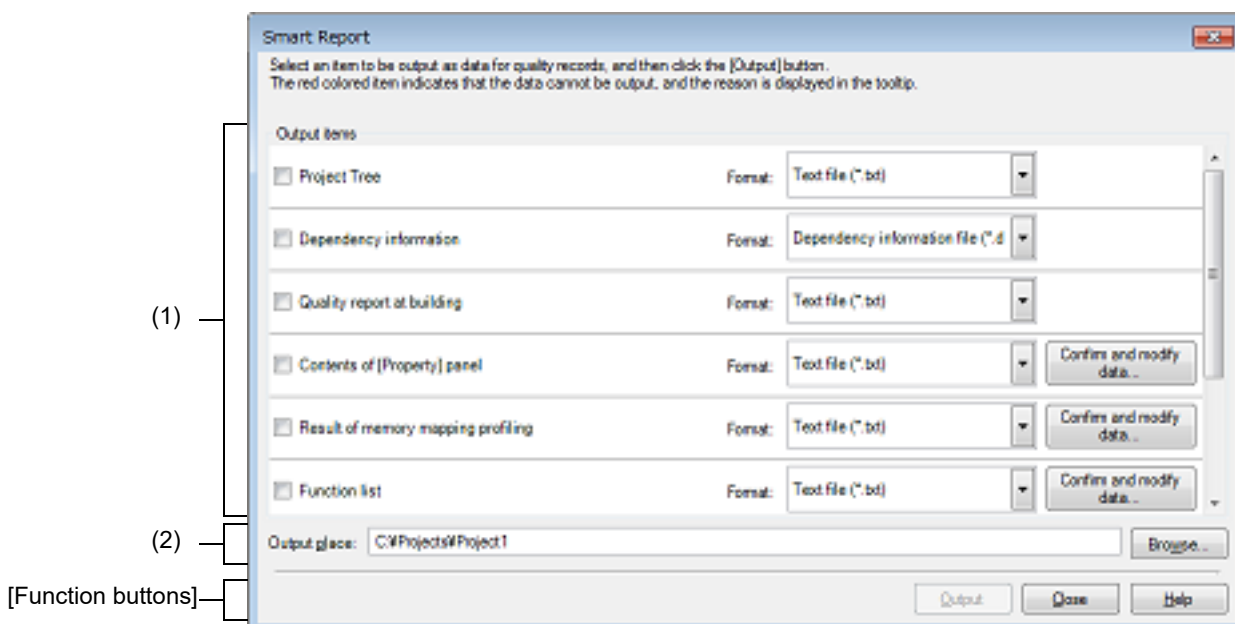 Smart Report
Select an item to be output as data for quality records, and then click the [Output] button.
The red colored item indicates that the data cannot be output, and the reason is displayed in the tooltip.
(1)
Output items
Project Tree Format: Text file (*.txt)
Dependency information Format: Dependency information file (*.d
Quality report at building Format: Text file (*.txt)
Contents of [Property] panel Format: Text file (*.txt) Confirm and modify
data...
Result of memory mapping profiling Format: Text file (*.txt) Confirm and modify
data...
Function list Format: Text file (*.txt) Confirm and modify
data...
(2) Output place: C:¥Projects¥Project1 Browse...
[Function buttons] Output Close Help